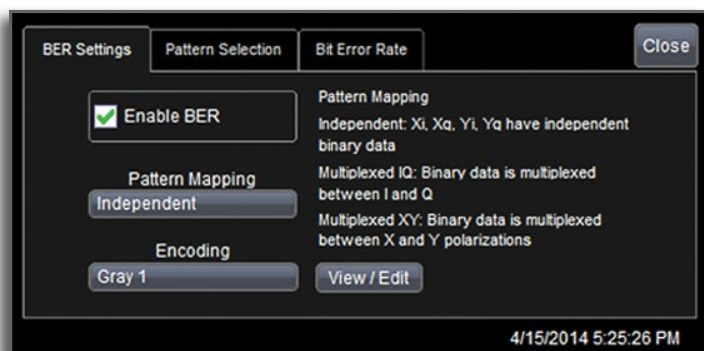 BER Settings
Pattern Selection
Bit Error Rate
Close
Enable BER
Pattern Mapping
Independent
Encoding
Gray 1
Pattern Mapping
Independent: Xi, Xq, Yi, Yq have independent
binary data
Multiplexed IQ: Binary data is multiplexed
between I and Q
Multiplexed XY: Binary data is multiplexed
between X and Y polarizations
View / Edit
4/15/2014 5:25:26 PM